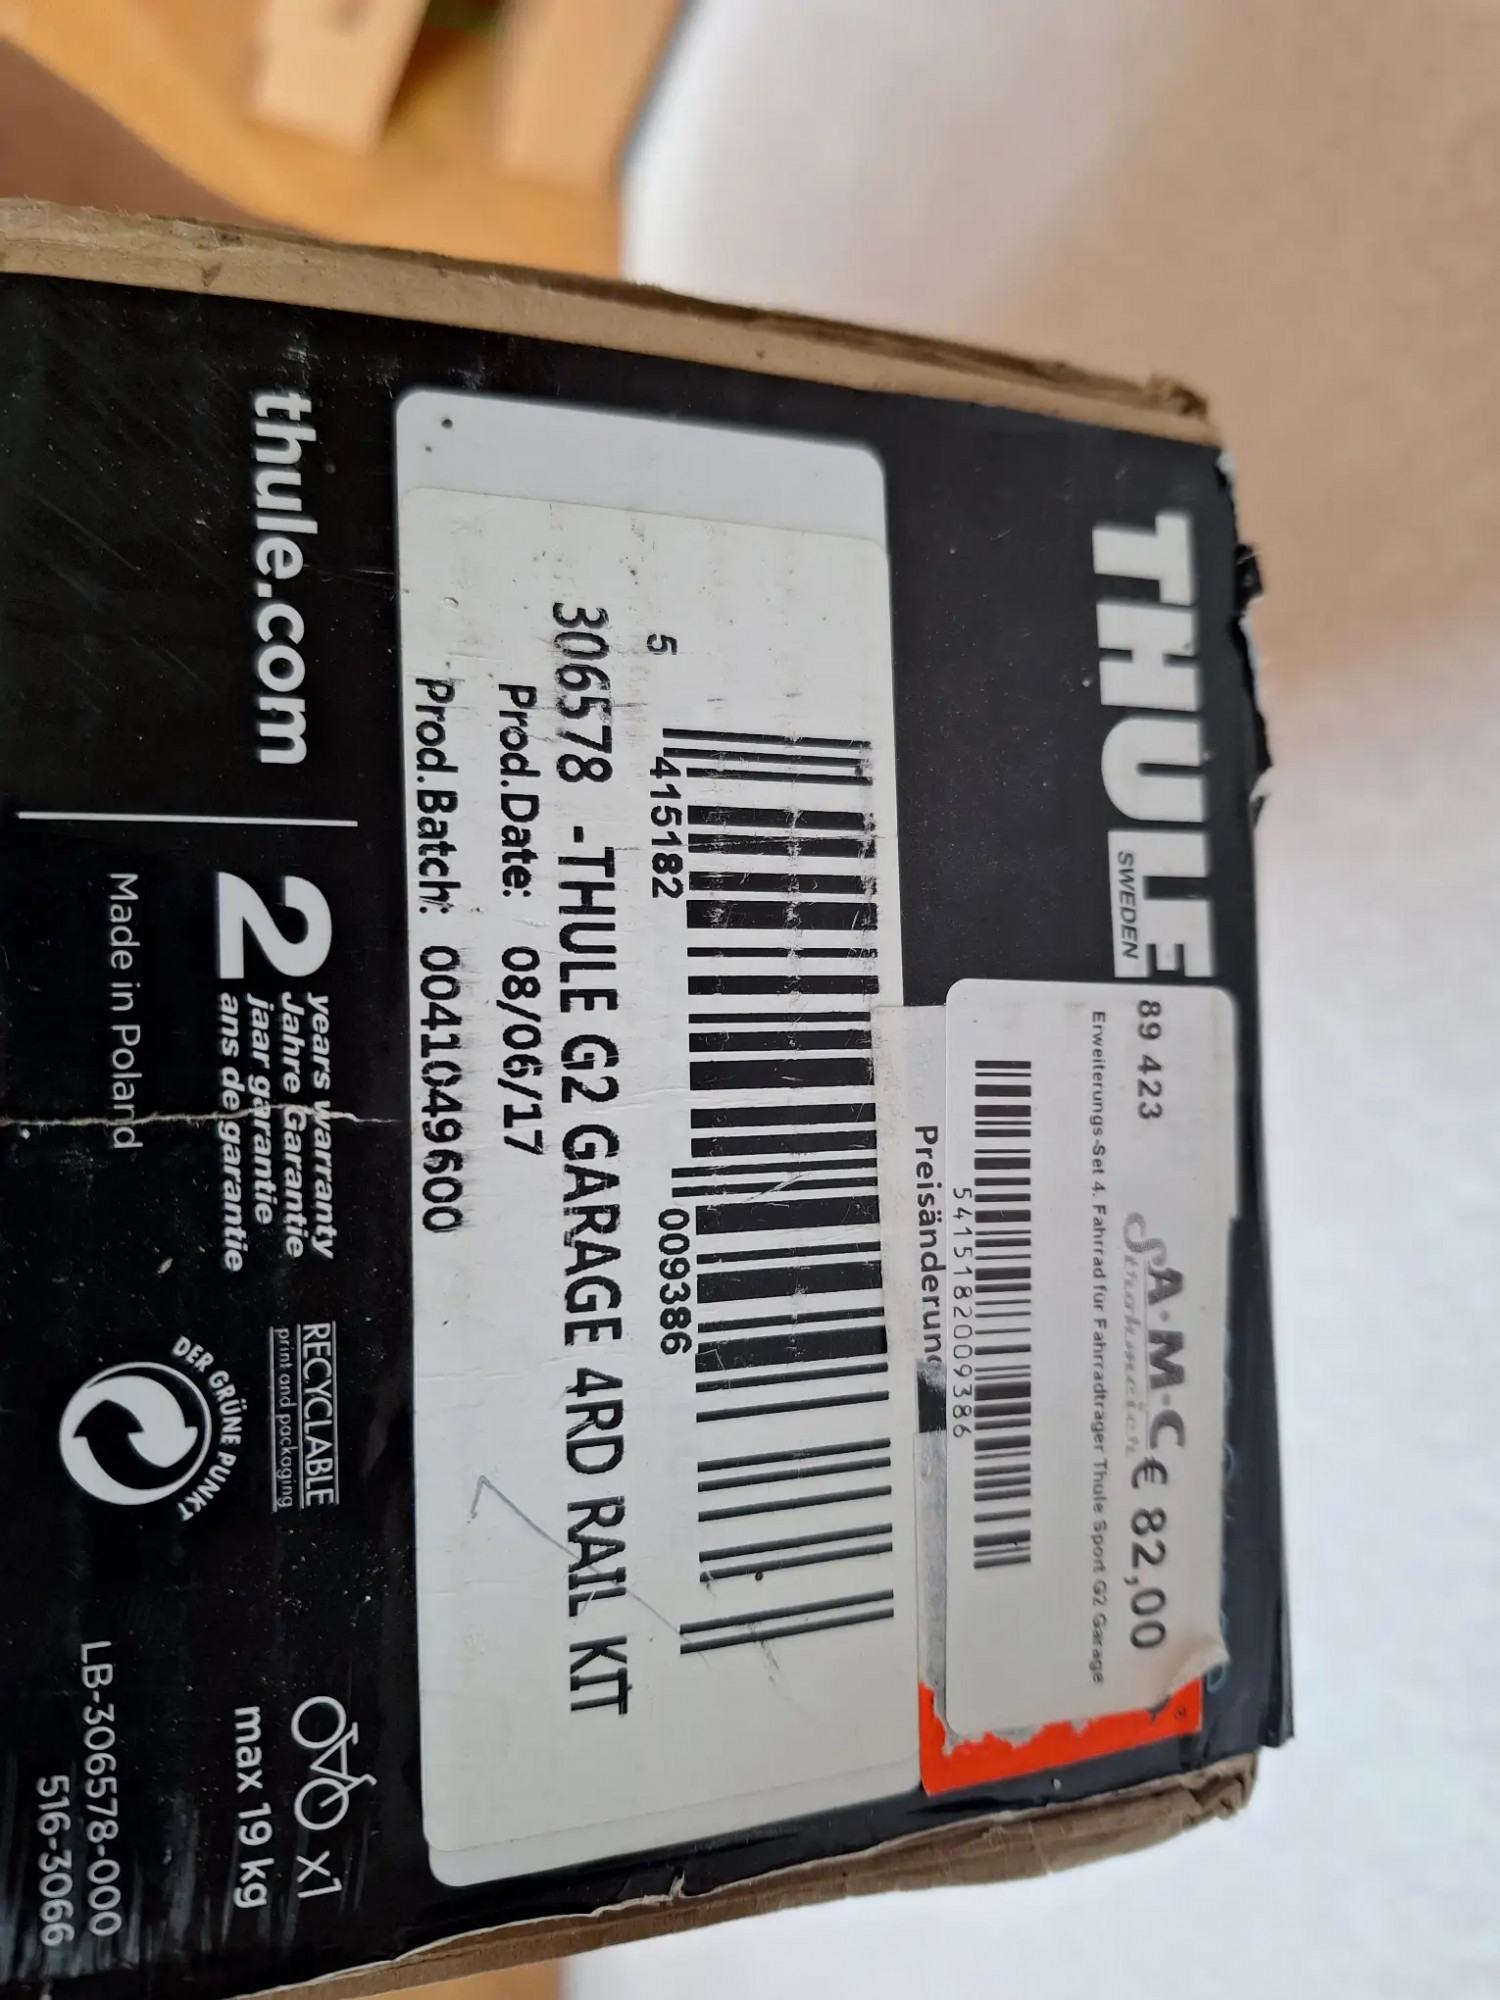 THULE
SWEDEN
89 423
A·M·C € 82,00
Erweiterungs-Set 4. Fahrrad für Fahrradträger Thule Sport G2 Garage
5415182009386
Preisänderung
5 415182 009386
306578 -THULE G2 GARAGE 4RD RAIL KIT
Prod.Date: 08/06/17
Prod.Batch: 0041049600
thule.com
2 years warranty
Jahre Garantie
jaar garantie
ans de garantie
Made in Poland
RECYCLABLE
print and packaging
DER GRÜNE PUNKT
x1
max 19 kg
LB-306578-000
516-3066